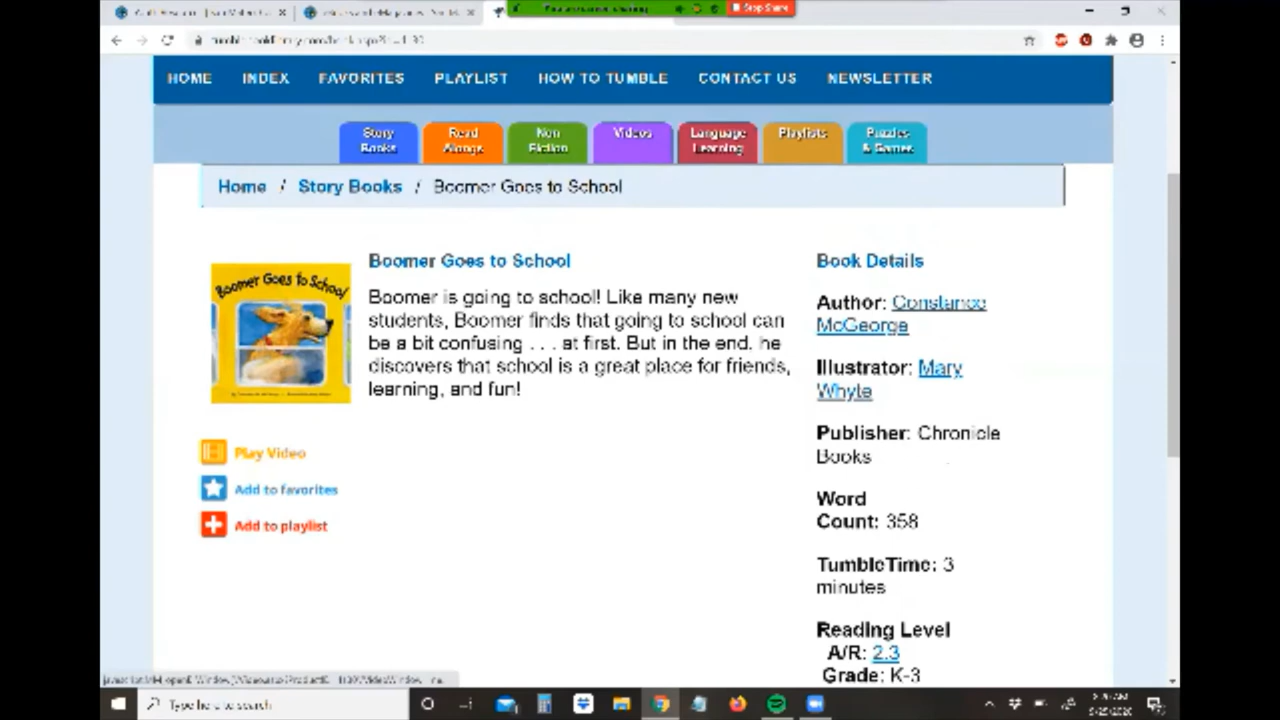 Stop Share
HOME INDEX FAVORITES PLAYLIST HOW TO TUMBLE CONTACT US NEWSLETTER
Story Books
Read Alongs
Non Fiction
Videos
Language Learning
Playlists
Puzzles & Games
Home / Story Books / Boomer Goes to School
Boomer Goes to School
Boomer Goes to School
Boomer is going to school! Like many new
students, Boomer finds that going to school can
be a bit confusing . . . at first. But in the end, he
discovers that school is a great place for friends,
learning, and fun!
Play Video
Add to favorites
Add to playlist
Book Details
Author: Constance
McGeorge
Illustrator: Mary
Whyte
Publisher: Chronicle
Books
Word
Count: 358
TumbleTime: 3
minutes
Reading Level
A/R: 2.3
Grade: K-3
Type here to search